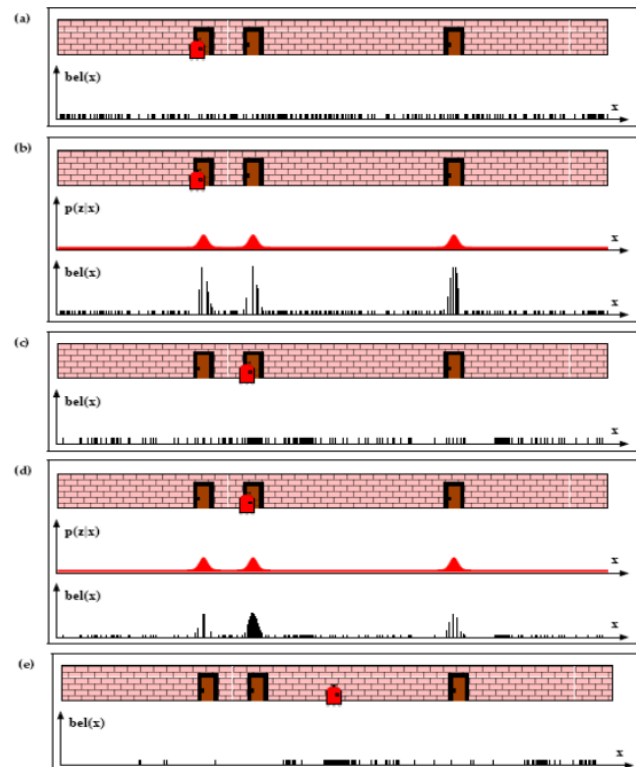 (a)
bel(x)
x
(b)
p(z|x)
x
bel(x)
x
(c)
bel(x)
x
(d)
p(z|x)
x
bel(x)
x
(e)
bel(x)
x